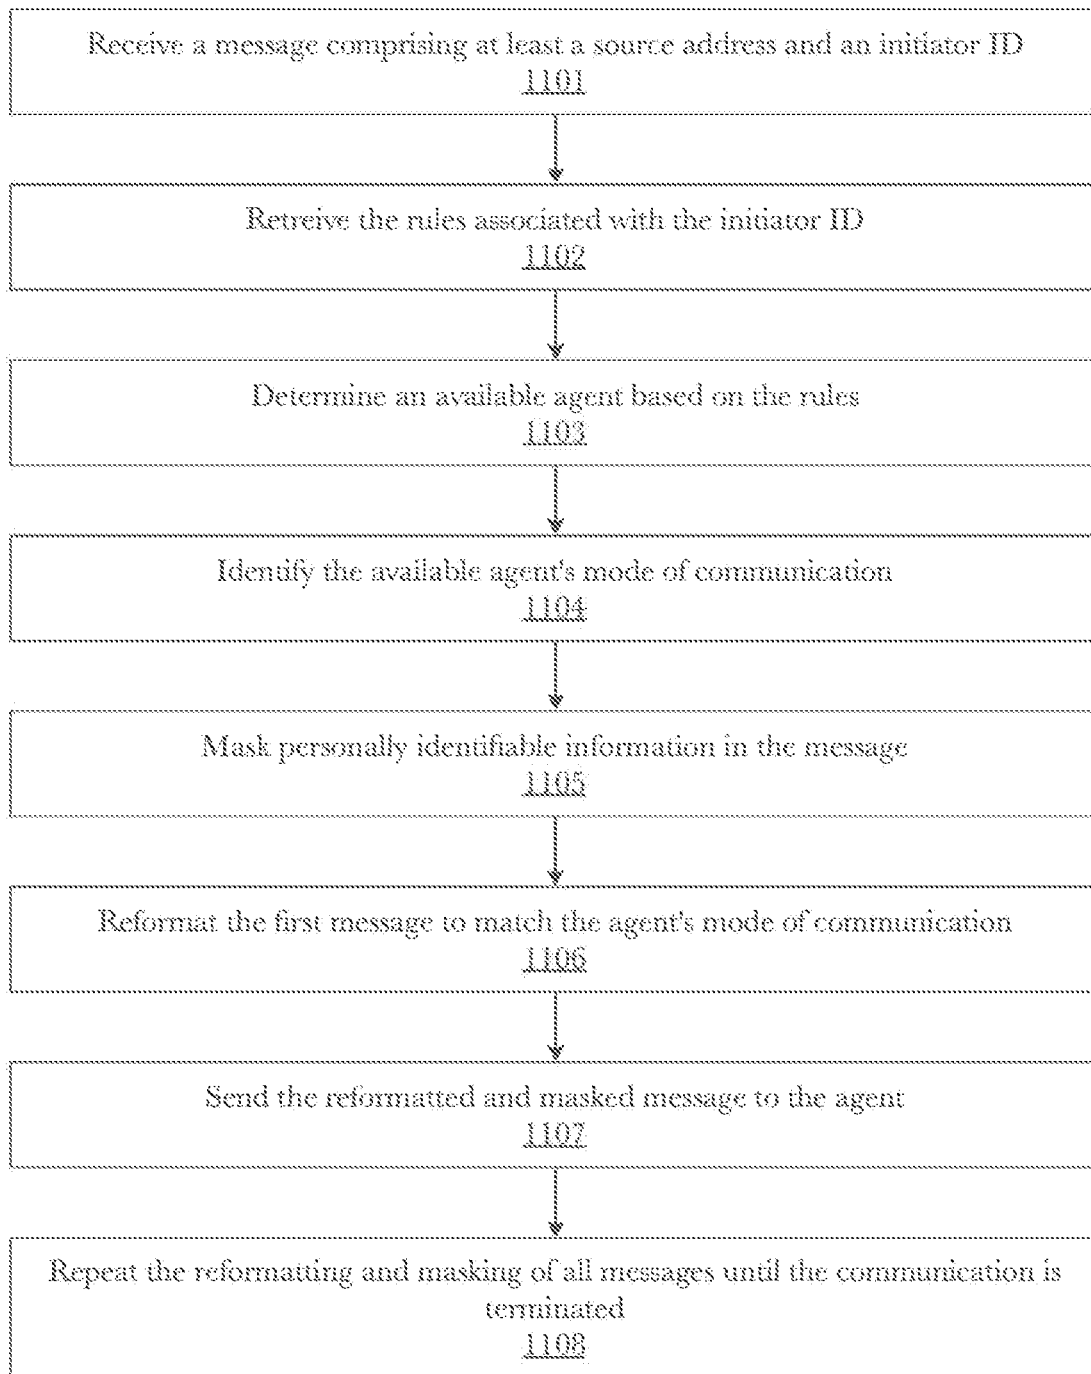 Receive a message comprising at least a source address and an initiator ID
1101
Retreive the rules associated with the initiator ID
1102
Determine an available agent based on the rules
1103
Identify the available agent's mode of communication
1104
Mask personally identifiable information in the message
1105
Reformat the first message to match the agent's mode of communication
1106
Send the reformatted and masked message to the agent
1107
Repeat the reformatting and masking of all messages until the communication is
terminated
1108